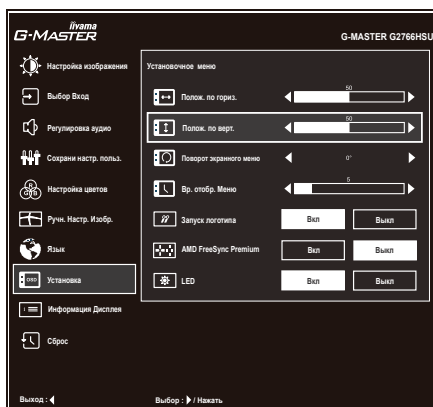 iiyama
G-MASTER
G-MASTER G2766HSU
Настройка изображения
Выбор Вход
Регулировка аудио
Сохрани настр. польз.
R
G B
Настройка цветов
Ручн. Настр. Изобр.
Язык
OSD
Установка
Информация Дисплея
Сброс
Установочное меню
Полож. по гориз.
50
Полож. по верт.
50
Поворот экранного меню
0°
Вр. отобр. Меню
5
Запуск логотипа
Вкл
Выкл
AMD FreeSync Premium
Вкл
Выкл
LED
Вкл
Выкл
Выход :
Выбор : / Нажать